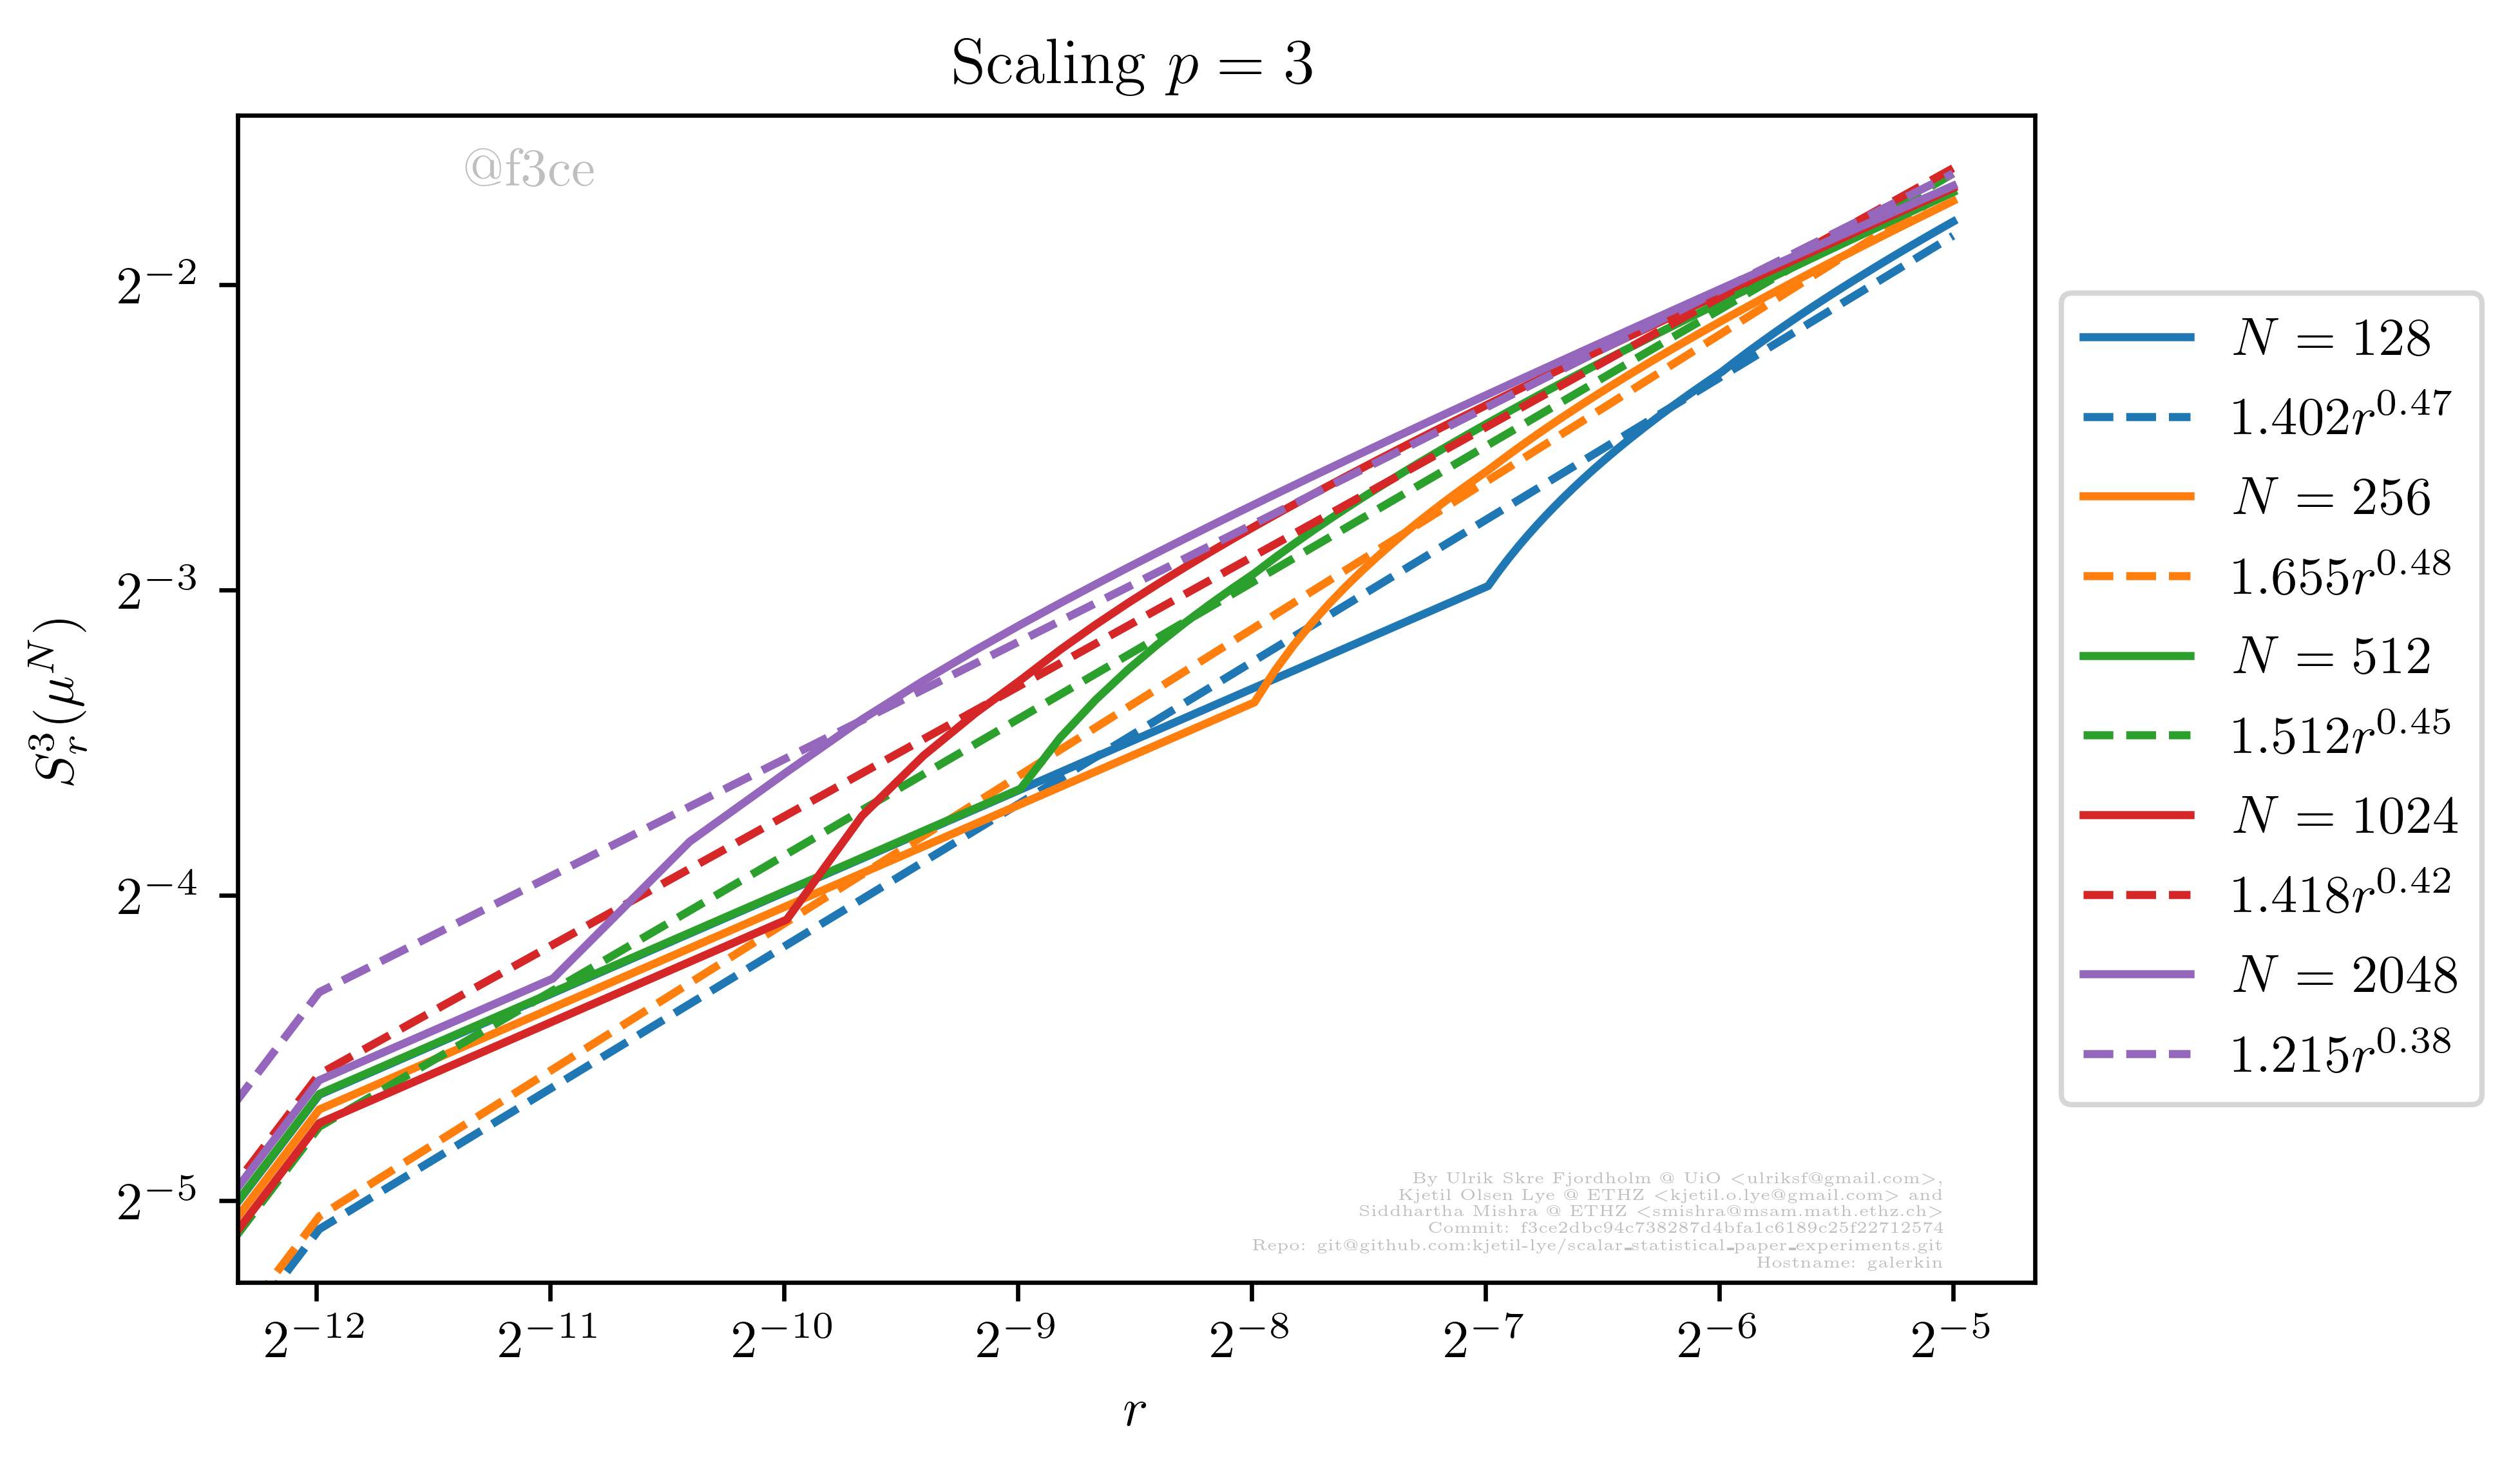 Scaling p = 3
@f3ce
2⁻²
2⁻³
2⁻⁴
2⁻⁵
S_r^3(μ^N)
2⁻¹²
2⁻¹¹
2⁻¹⁰
2⁻⁹
2⁻⁸
2⁻⁷
2⁻⁶
2⁻⁵
r
N = 128
1.402r^0.47
N = 256
1.655r^0.48
N = 512
1.512r^0.45
N = 1024
1.418r^0.42
N = 2048
1.215r^0.38
By Ulrik Skre Fjordholm @ UiO <ulriksf@gmail.com>,
Kjetil Olsen Lye @ ETHZ <kjetil.o.lye@gmail.com> and
Siddhartha Mishra @ ETHZ <smishra@msam.math.ethz.ch>
Commit: f3ce2dbc94c738287d4bfa1c6189c25f22712574
Repo: git@github.com:kjetil-lye/scalar_statistical_paper_experiments.git
Hostname: galerkin